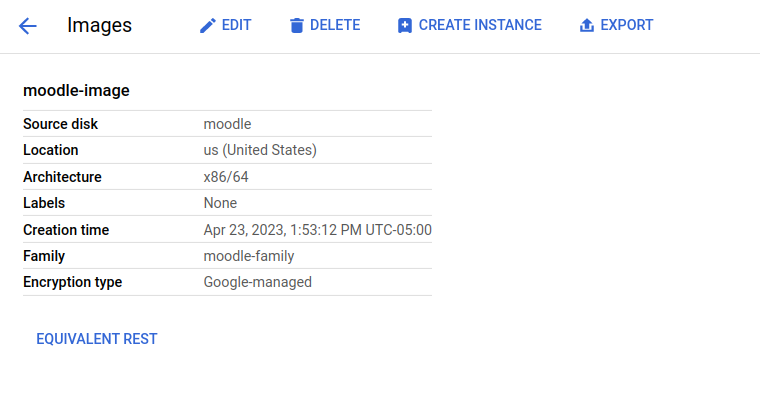 Images EDIT DELETE CREATE INSTANCE EXPORT
moodle-image
Source disk moodle
Location us (United States)
Architecture x86/64
Labels None
Creation time Apr 23, 2023, 1:53:12 PM UTC-05:00
Family moodle-family
Encryption type Google-managed
EQUIVALENT REST